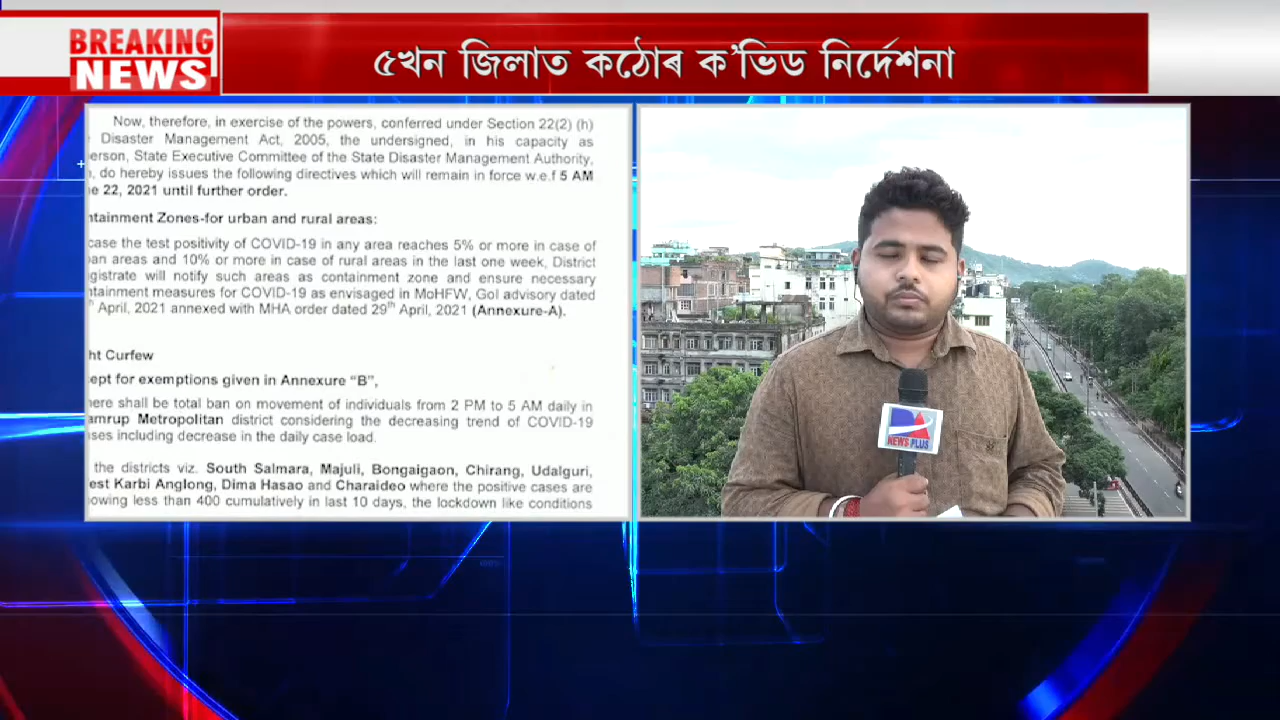 BREAKING
NEWS
৫খন জিলাত কঠোৰ ক'ভিড নিৰ্দেশনা
Now, therefore, in exercise of the powers, conferred under Section 22(2) (h)
Disaster Management Act, 2005, the undersigned, in his capacity as
erson, State Executive Committee of the State Disaster Management Authority,
, do hereby issues the following directives which will remain in force w.e.f 5 AM
e 22, 2021 until further order.
ntainment Zones-for urban and rural areas:
case the test positivity of COVID-19 in any area reaches 5% or more in case of
an areas and 10% or more in case of rural areas in the last one week, District
gistrate will notify such areas as containment zone and ensure necessary
tainment measures for COVID-19 as envisaged in MoHFW, GoI advisory dated
April, 2021 annexed with MHA order dated 29th April, 2021 (Annexure-A).
ht Curfew
ept for exemptions given in Annexure "B",
ere shall be total ban on movement of individuals from 2 PM to 5 AM daily in
amrup Metropolitan district considering the decreasing trend of COVID-19
ses including decrease in the daily case load.
the districts viz. South Salmara, Majuli, Bongaigaon, Chirang, Udalguri,
est Karbi Anglong, Dima Hasao and Charaideo where the positive cases are
owing less than 400 cumulatively in last 10 days, the lockdown like conditions
NEWS PLUS